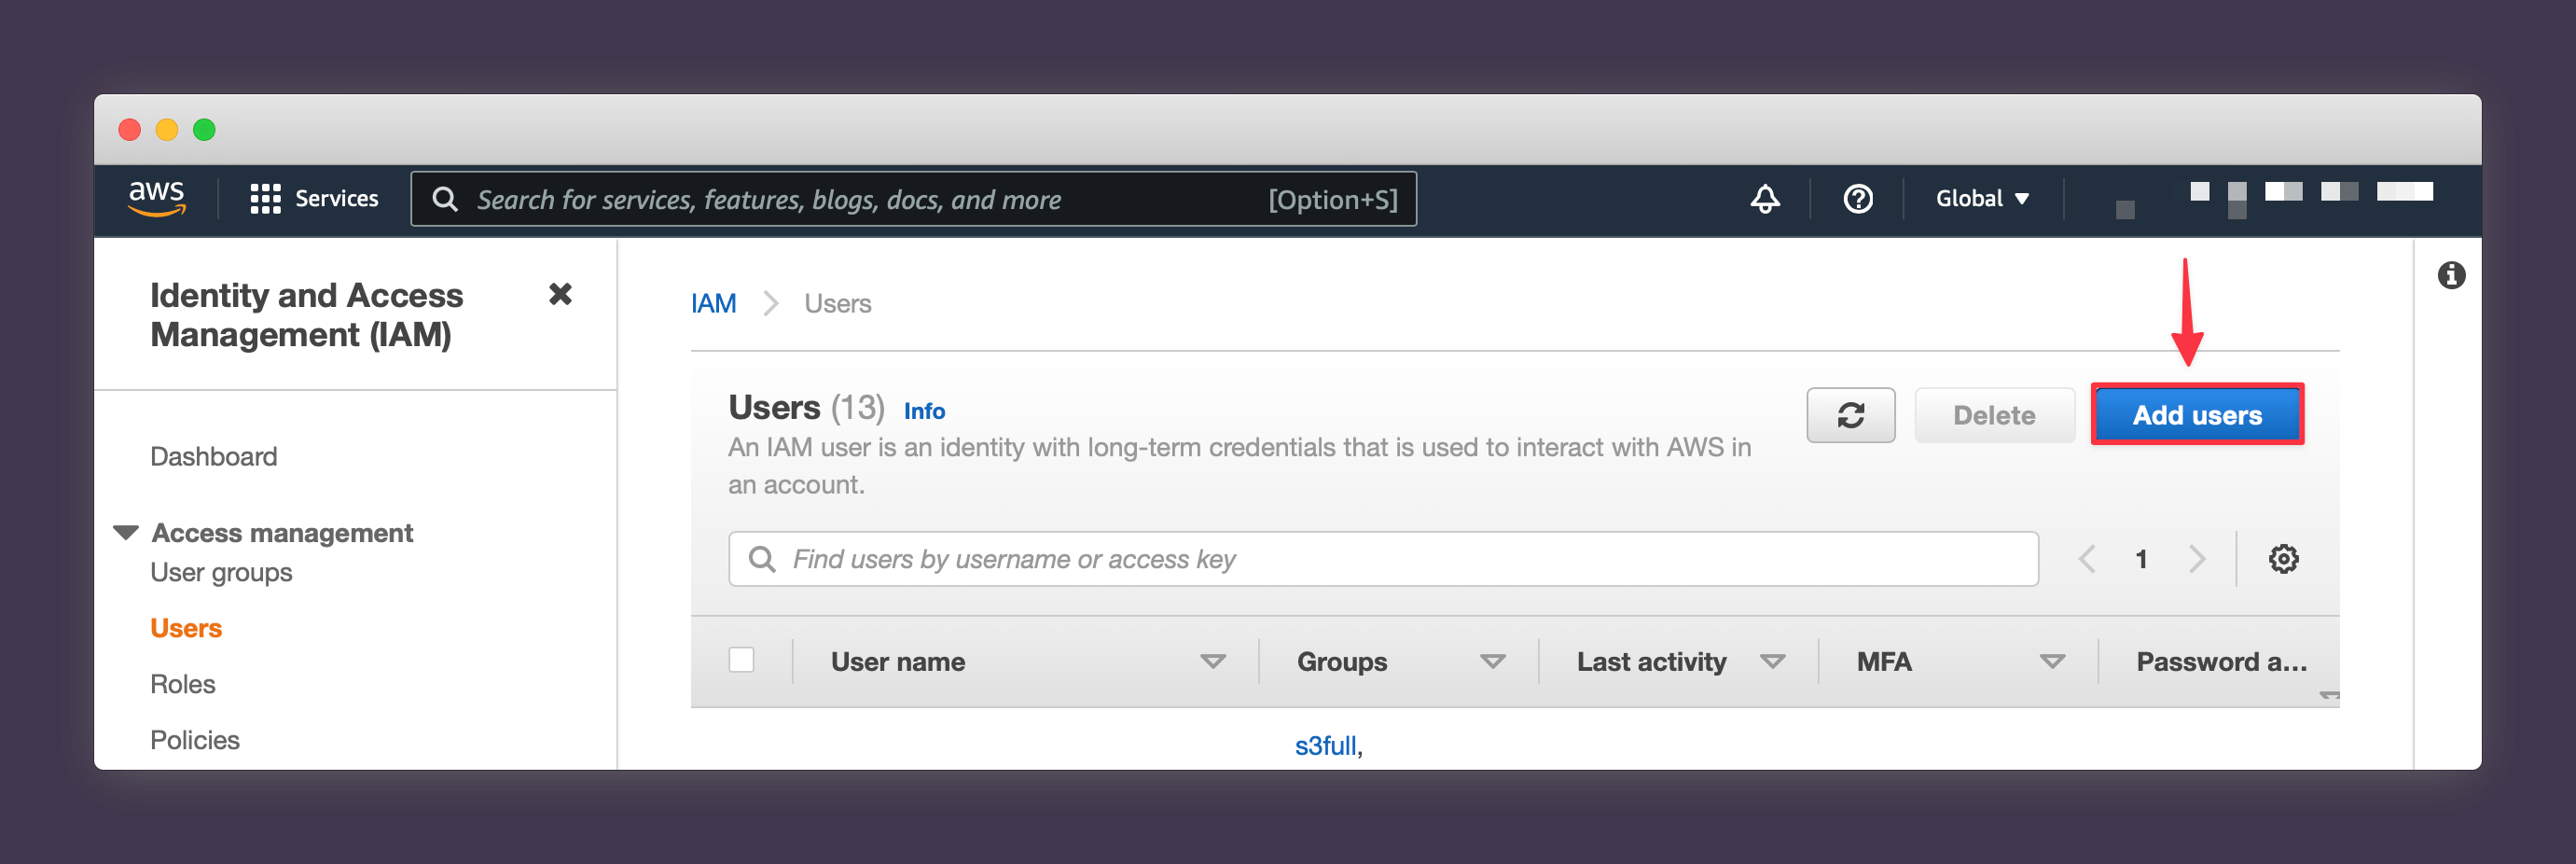 aws
Services
Search for services, features, blogs, docs, and more
[Option+S]
Global
Identity and Access
Management (IAM)
IAM
Users
Users (13) Info
Delete
Add users
An IAM user is an identity with long-term credentials that is used to interact with AWS in
an account.
Dashboard
Access management
User groups
Users
Roles
Policies
Find users by username or access key
1
User name
Groups
Last activity
MFA
Password a...
s3full,